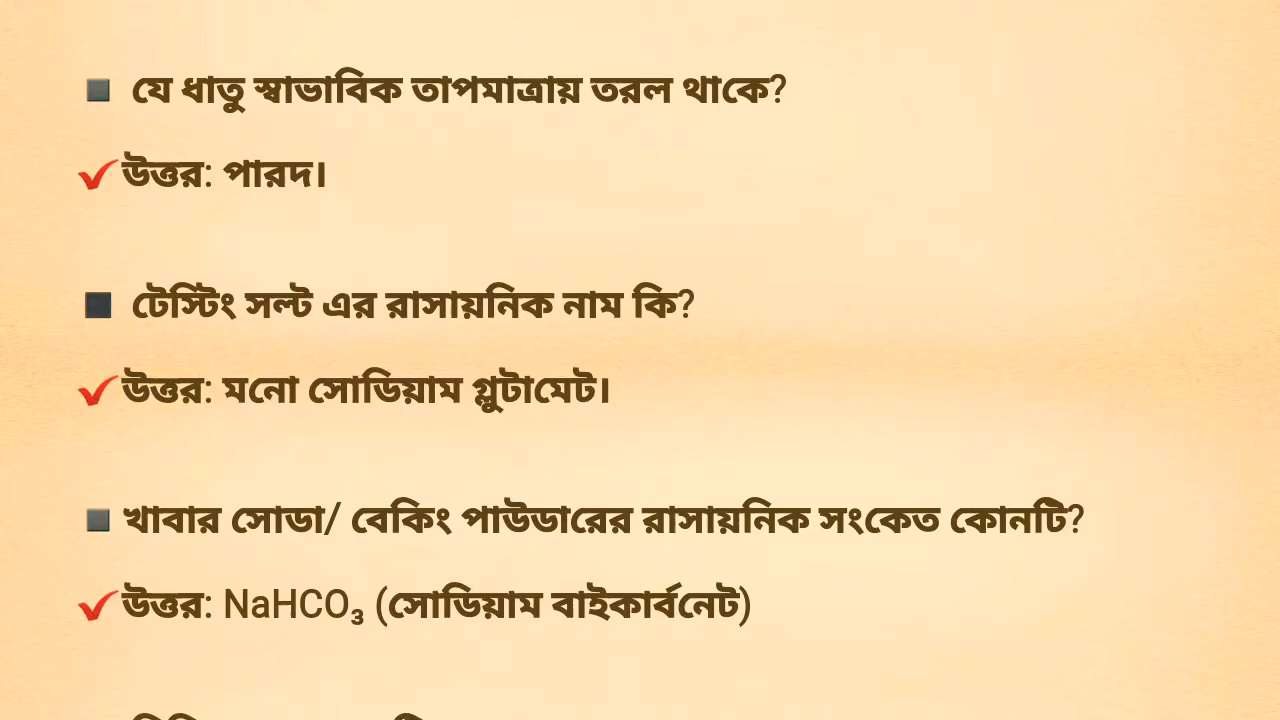 ◾ যে ধাতু স্বাভাবিক তাপমাত্রায় তরল থাকে?
✓উত্তর: পারদ।
◼ টেস্টিং সল্ট এর রাসায়নিক নাম কি?
✓উত্তর: মনো সোডিয়াম গ্লুটামেট।
◾খাবার সোডা/ বেকিং পাউডারের রাসায়নিক সংকেত কোনটি?
✓উত্তর: NaHCO₃ (সোডিয়াম বাইকার্বনেট)